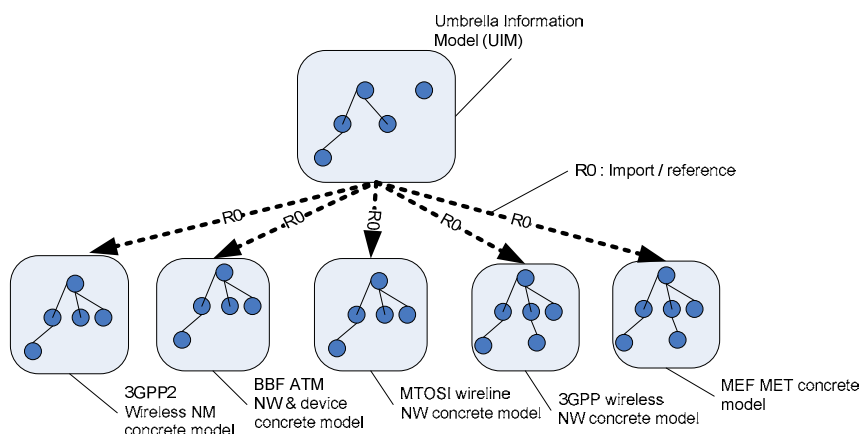 Umbrella Information
Model (UIM)
R0 : Import / reference
R0
R0
R0
R0
R0
3GPP2
Wireless NM
concrete model
BBF ATM
NW & device
concrete model
MTOSI wireline
NW concrete model
3GPP wireless
NW concrete model
MEF MET concrete
model